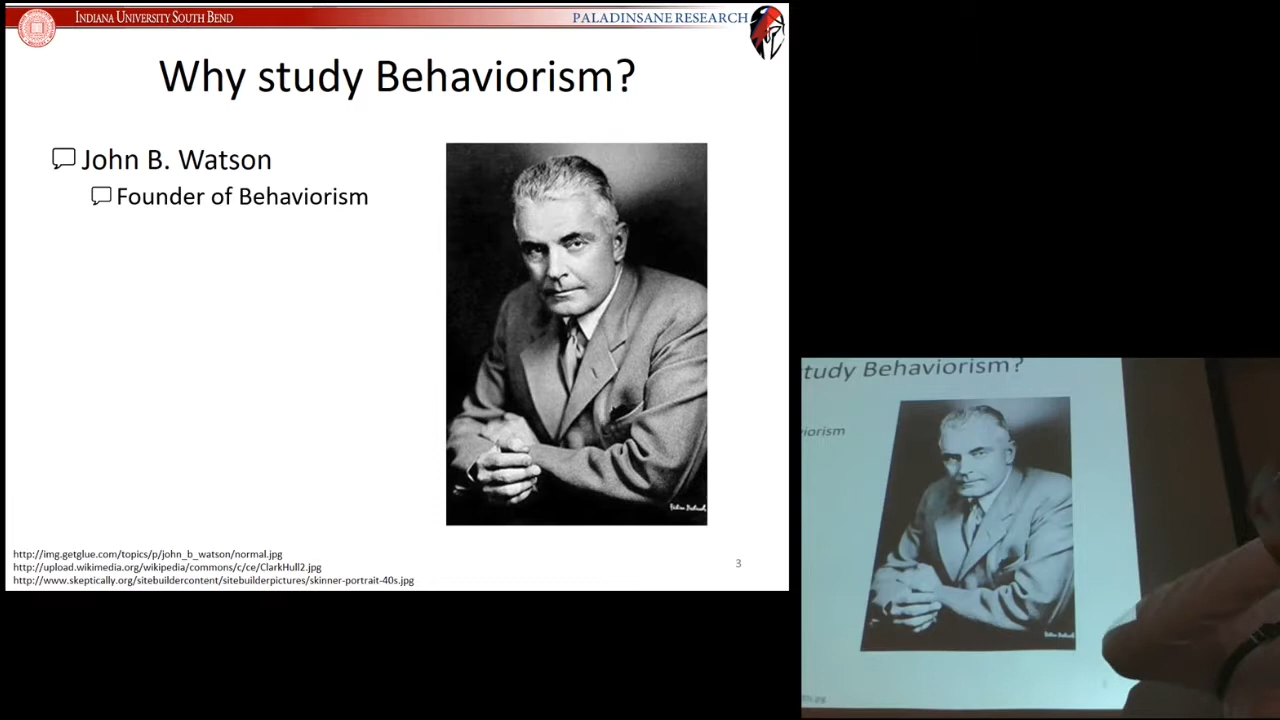 INDIANA UNIVERSITY SOUTH BEND
PALADINSANE RESEARCH
Why study Behaviorism?
John B. Watson
Founder of Behaviorism
http://img.getglue.com/topics/p/john_b_watson/normal.jpg
http://upload.wikipedia.org/wikipedia/commons/c/ce/ClarkHull2.jpg
http://www.skeptically.org/sitebuildercontent/sitebuilderpictures/skinner-portrait-40s.jpg
3
study Behaviorism?
iorism